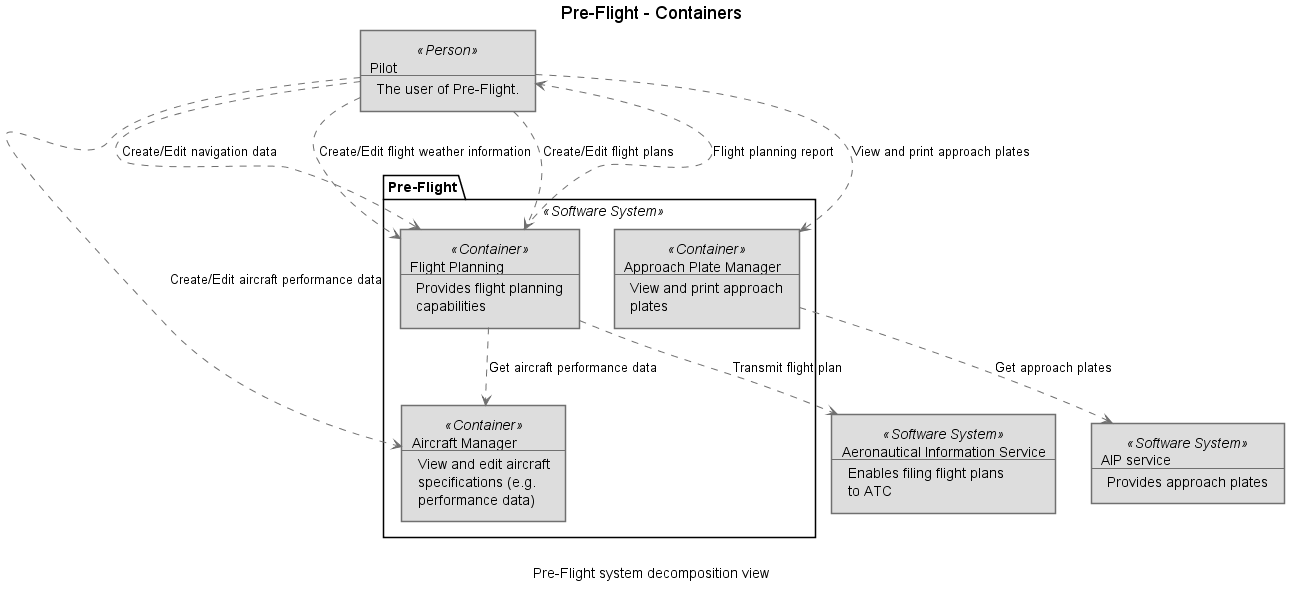 Pre-Flight - Containers
«Person»
Pilot
The user of Pre-Flight.
Create/Edit navigation data
Create/Edit flight weather information
Create/Edit flight plans
Flight planning report
View and print approach plates
Pre-Flight
«Software System»
«Container»
Flight Planning
Provides flight planning
capabilities
«Container»
Approach Plate Manager
View and print approach
plates
Create/Edit aircraft performance data
Get aircraft performance data
Transmit flight plan
Get approach plates
«Container»
Aircraft Manager
View and edit aircraft
specifications (e.g.
performance data)
«Software System»
Aeronautical Information Service
Enables filing flight plans
to ATC
«Software System»
AIP service
Provides approach plates
Pre-Flight system decomposition view